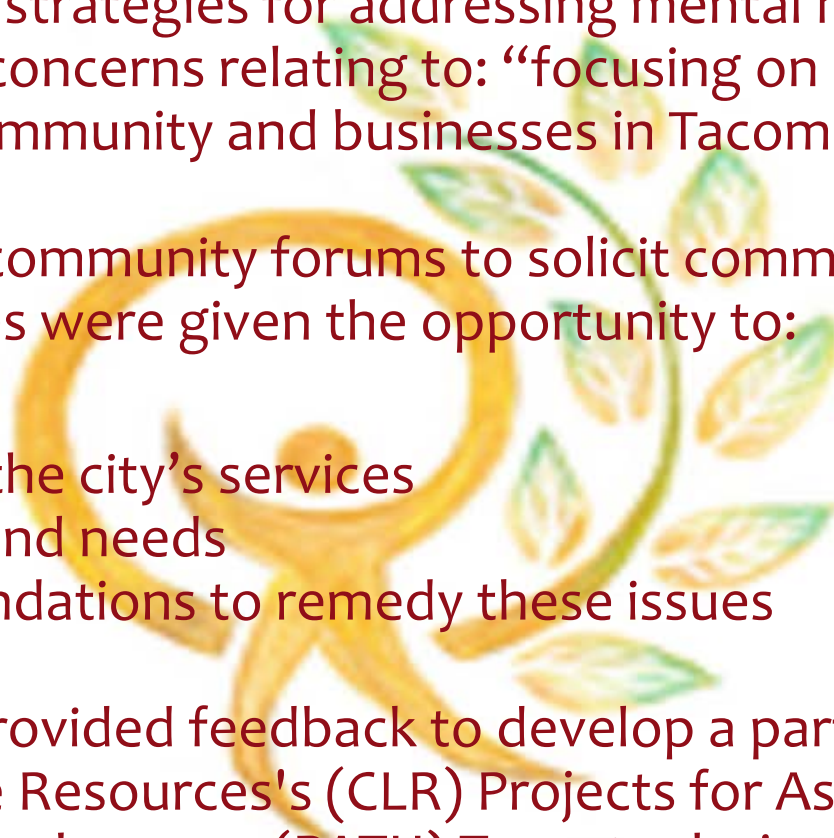 strategies for addressing mental
concerns relating to: “focusing on
mmunity and businesses in Tacom
community forums to solicit comm
s were given the opportunity to:
the city’s services
nd needs
ndations to remedy these issues
rovided feedback to develop a par
Resources's (CLR) Projects for As